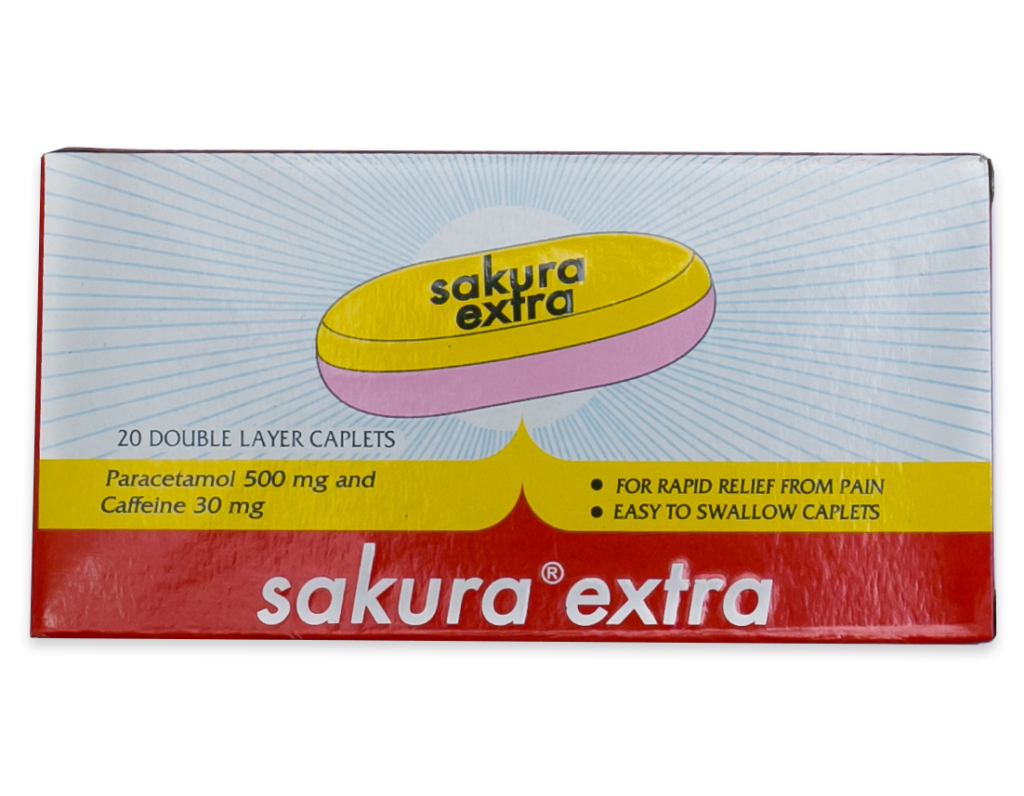 sakura
extra
20 DOUBLE LAYER CAPLETS
Paracetamol 500 mg and
Caffeine 30 mg
• FOR RAPID RELIEF FROM PAIN
• EASY TO SWALLOW CAPLETS
sakura® extra